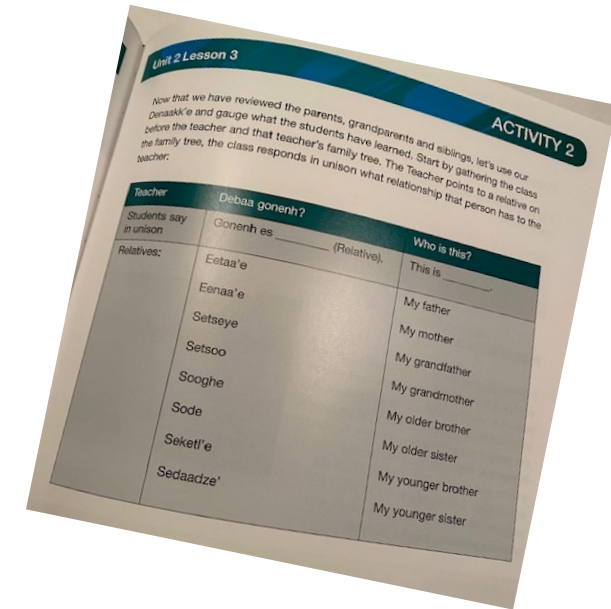 Unit 2 Lesson 3
ACTIVITY 2
Now that we have reviewed the parents, grandparents and siblings, let's use our
Denaakk'e and gauge what the students have learned. Start by gathering the class
before the teacher and that teacher's family tree. The Teacher points to a relative on
the family tree, the class responds in unison what relationship that person has to the
teacher:
Teacher Debaa gonenh? Who is this?
Students say
in unison
Gonenh es ________ (Relative). This is ________.
Relatives: Eetaa'e My father
Eenaa'e My mother
Setseye My grandfather
Setsoo My grandmother
Sooghe My older brother
Sode My older sister
Seketl'e My younger brother
Sedaadze' My younger sister